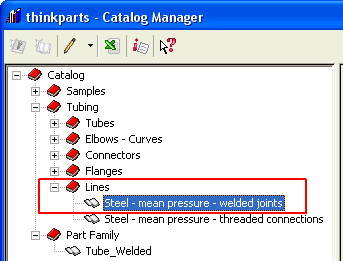 thinkparts - Catalog Manager
Catalog
Samples
Tubing
Tubes
Elbows - Curves
Connectors
Flanges
Lines
Steel - mean pressure - welded joints
Steel - mean pressure - threaded connections
Part Family
Tube_Welded